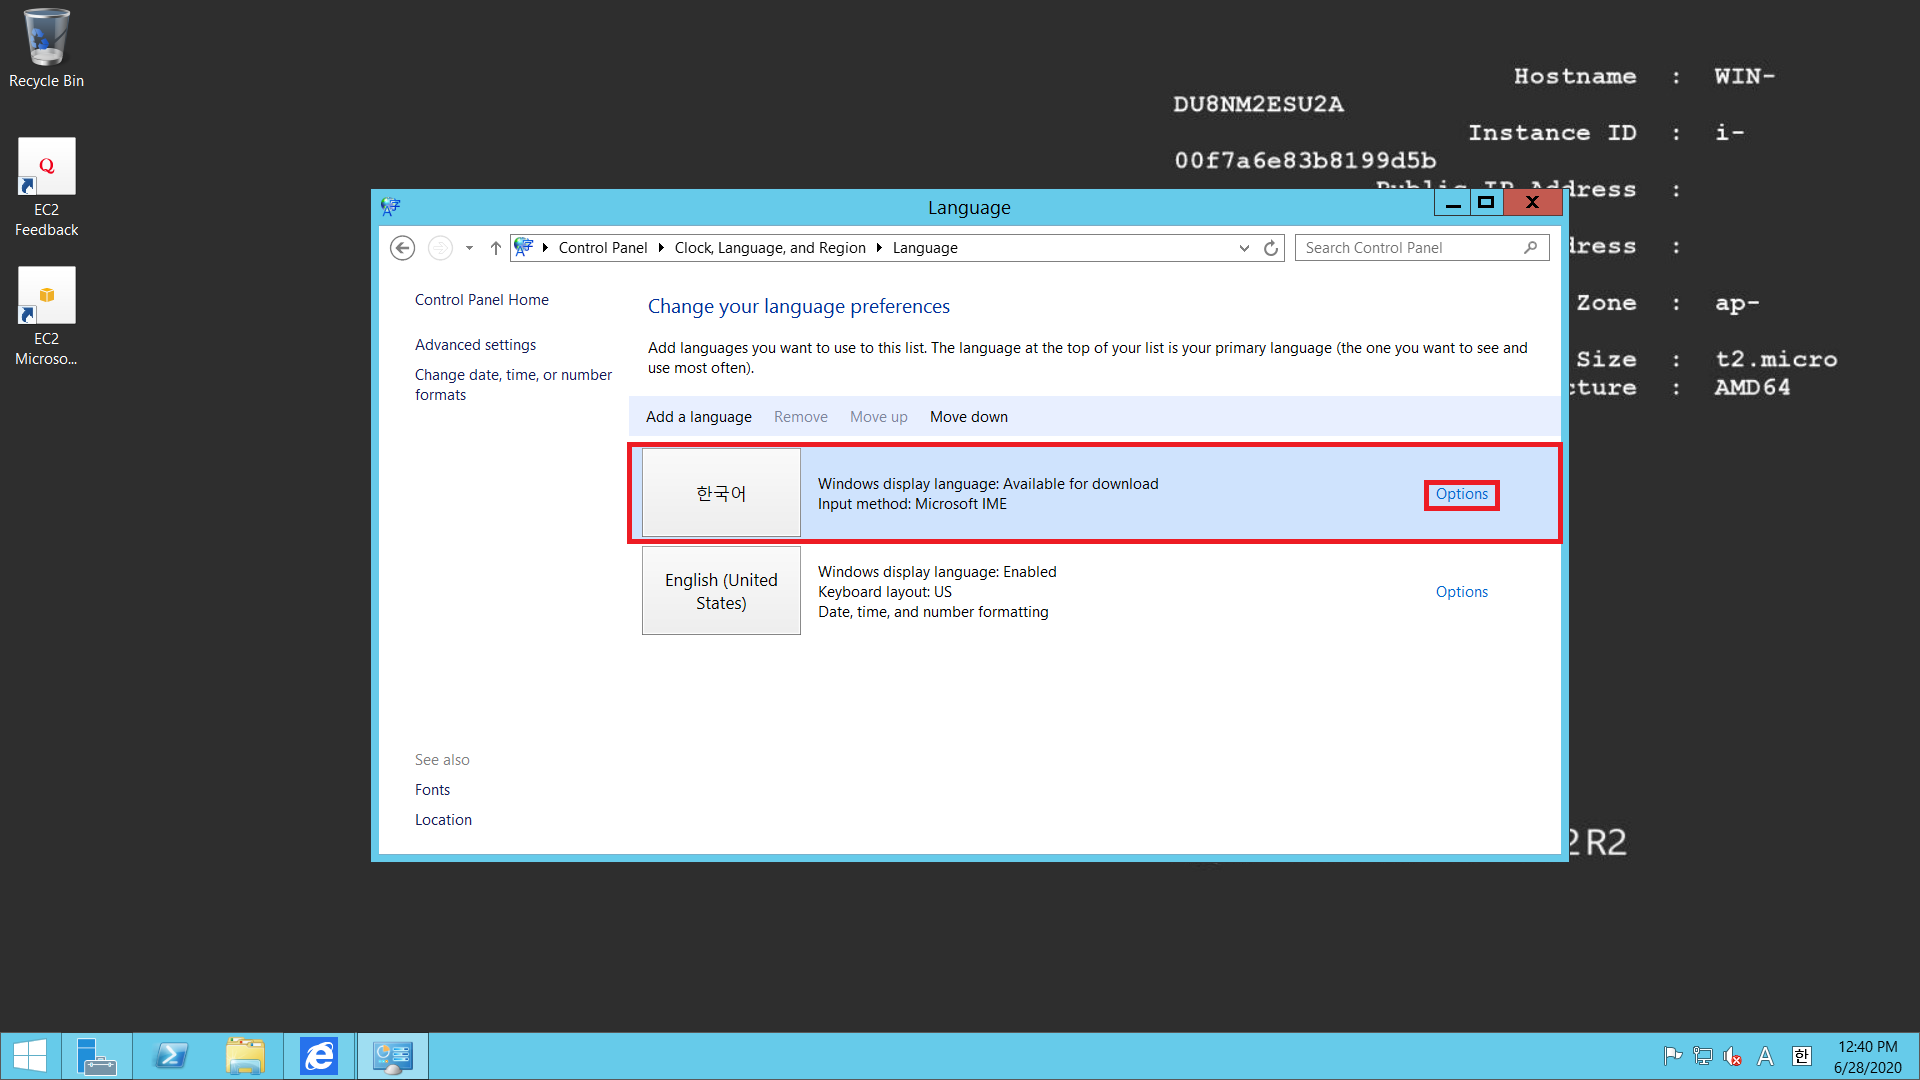 Recycle Bin
EC2
Feedback
EC2
Microso...
Hostname : WIN-
DU8NM2ESU2A
Instance ID : i-
00f7a6e83b8199d5b
Public IP Address :
dress :
Zone : ap-
Size : t2.micro
cture : AMD64
2 R2
Language
Control Panel
Clock, Language, and Region
Language
Search Control Panel
Control Panel Home
Advanced settings
Change date, time, or number
formats
See also
Fonts
Location
Change your language preferences
Add languages you want to use to this list. The language at the top of your list is your primary language (the one you want to see and
use most often).
Add a language Remove Move up Move down
한국어
Windows display language: Available for download
Input method: Microsoft IME
Options
English (United
States)
Windows display language: Enabled
Keyboard layout: US
Date, time, and number formatting
Options
A
한
12:40 PM
6/28/2020